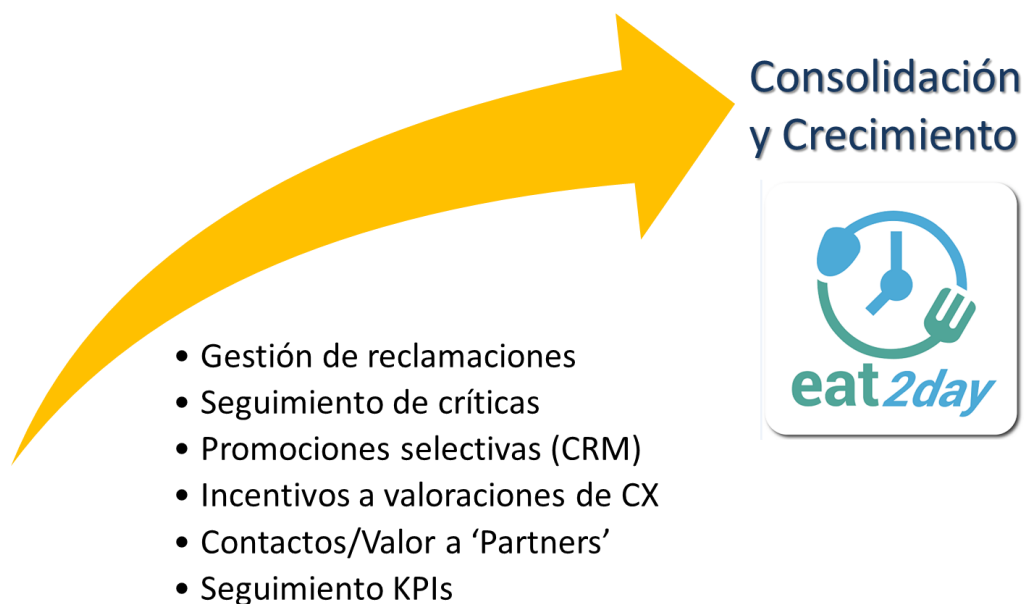 Consolidación
y Crecimiento
eat2day
• Gestión de reclamaciones
• Seguimiento de críticas
• Promociones selectivas (CRM)
• Incentivos a valoraciones de CX
• Contactos/Valor a ‘Partners’
• Seguimiento KPIs